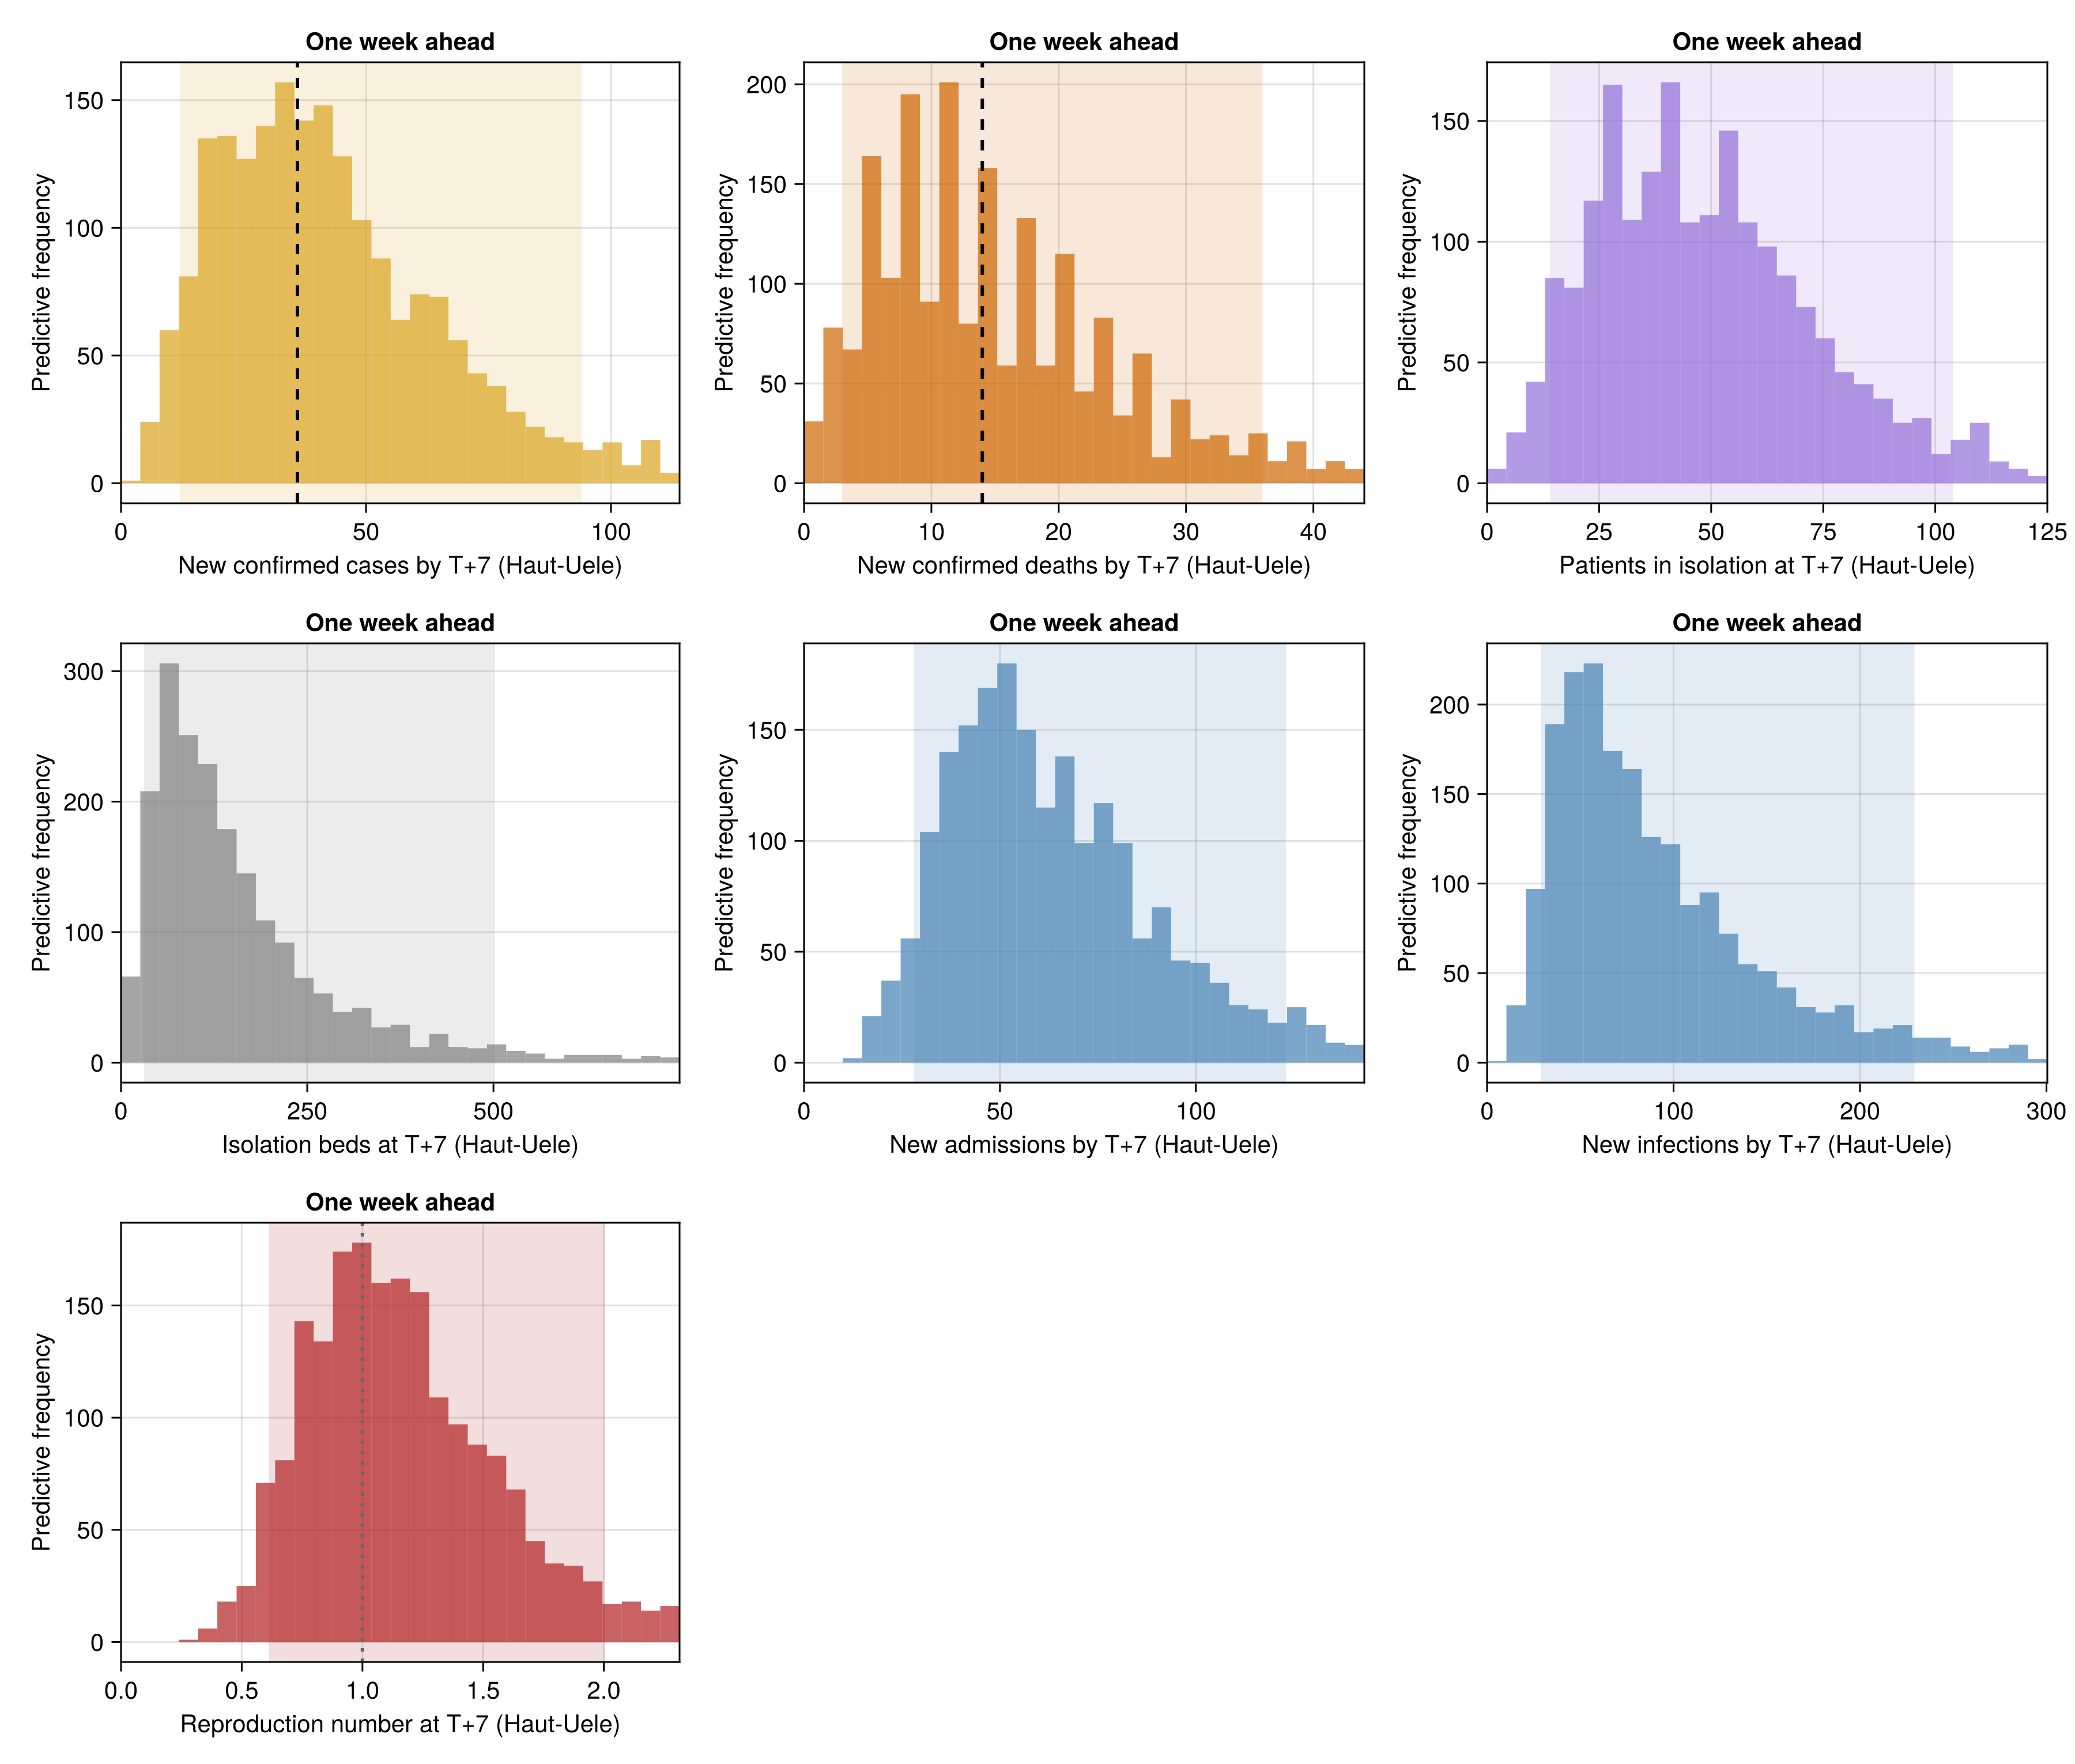 One week ahead
One week ahead
One week ahead
Predictive frequency
150
100
50
0
0
50
100
New confirmed cases by T+7 (Haut-Uele)
Predictive frequency
200
150
100
50
0
0
10
20
30
40
New confirmed deaths by T+7 (Haut-Uele)
Predictive frequency
150
100
50
0
0
25
50
75
100
125
Patients in isolation at T+7 (Haut-Uele)
One week ahead
One week ahead
One week ahead
Predictive frequency
300
200
100
0
0
250
500
Isolation beds at T+7 (Haut-Uele)
Predictive frequency
150
100
50
0
0
50
100
New admissions by T+7 (Haut-Uele)
Predictive frequency
200
150
100
50
0
0
100
200
300
New infections by T+7 (Haut-Uele)
One week ahead
Predictive frequency
150
100
50
0
0.0
0.5
1.0
1.5
2.0
Reproduction number at T+7 (Haut-Uele)